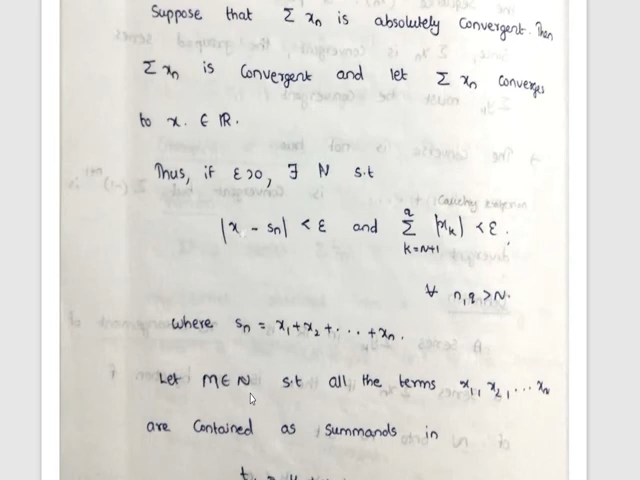 Suppose that Σ xn is absolutely convergent. Then
Σ xn is convergent and let Σ xn converges
to x ∈ ℝ.
Thus, if ε>0, ∃ N s.t
Cauchy
|x - sn| < ε and Σ_{k=N+1}^{q} |xk| < ε,
∀ n,q > N.
where sn = x1 + x2 + ... + xn.
Let M ∈ N s.t all the terms x1, x2, ... xN
are contained as summands in